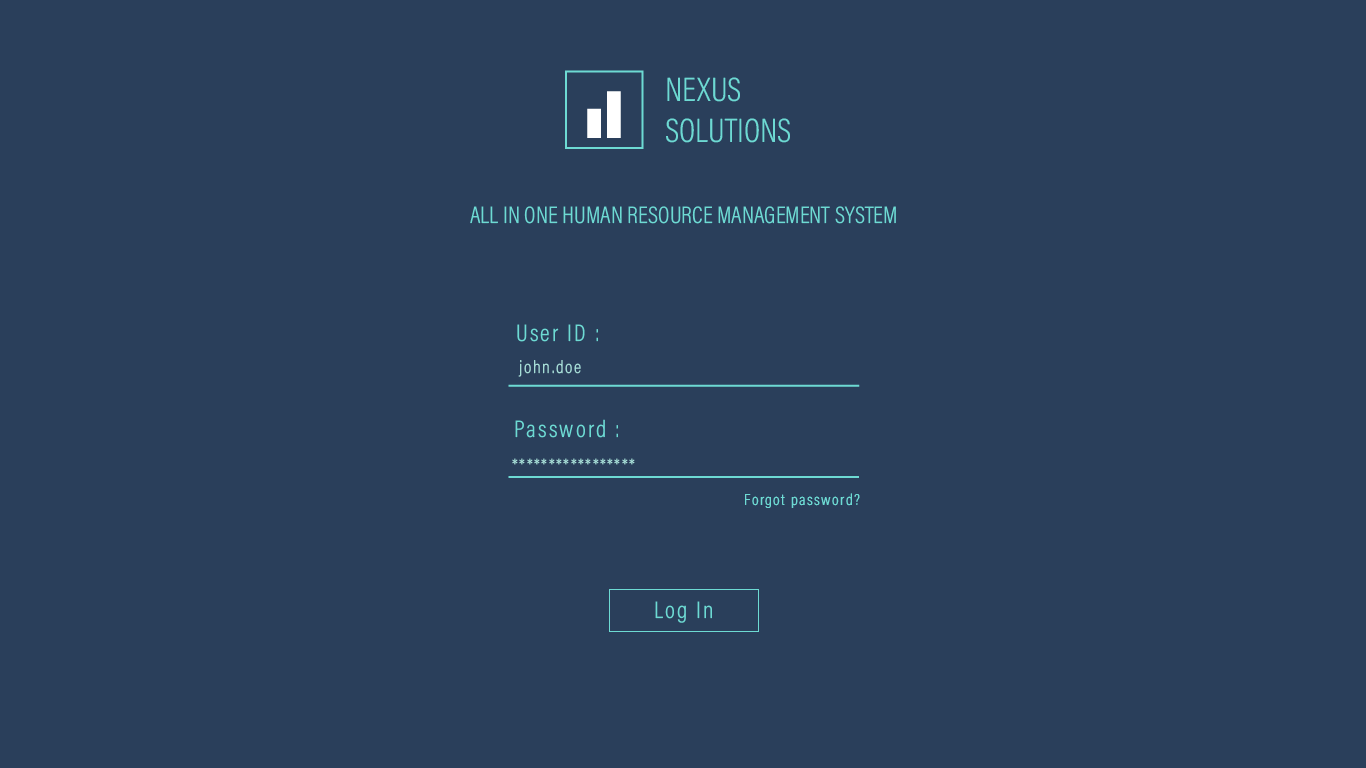 NEXUS
SOLUTIONS
ALL IN ONE HUMAN RESOURCE MANAGEMENT SYSTEM
User ID :
john.doe
Password :
*****************
Forgot password?
Log In